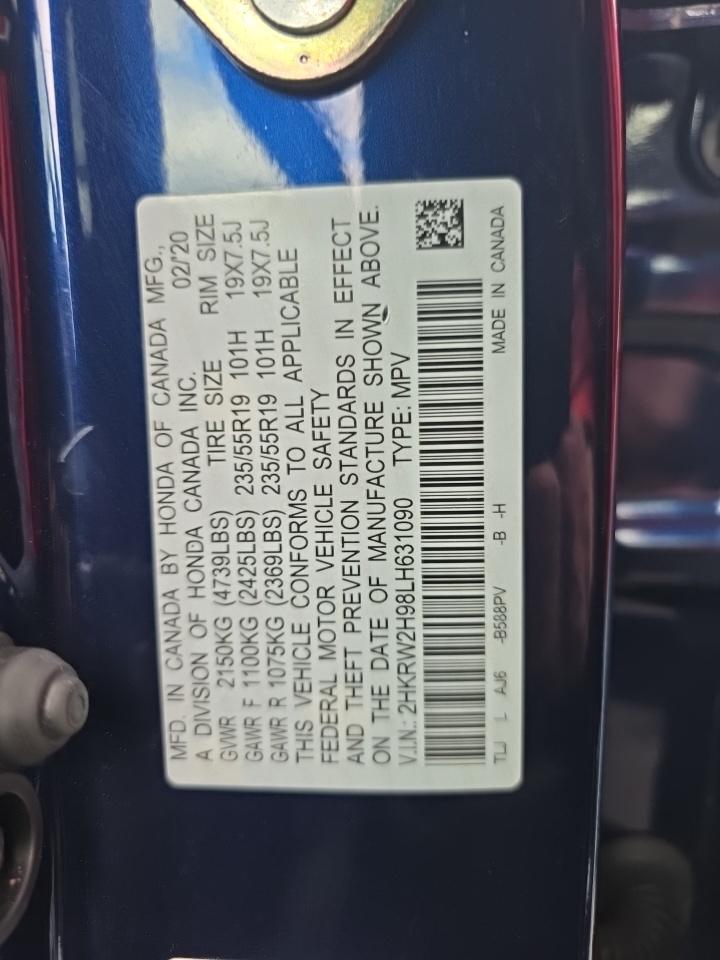 MFD. IN CANADA BY HONDA OF CANADA MFG.,
A DIVISION OF HONDA CANADA INC. 02/'20
GVWR 2150KG (4739LBS) TIRE SIZE RIM SIZE
GAWR F 1100KG (2425LBS) 235/55R19 101H 19X7.5J
GAWR R 1075KG (2369LBS) 235/55R19 101H 19X7.5J
THIS VEHICLE CONFORMS TO ALL APPLICABLE
FEDERAL MOTOR VEHICLE SAFETY
AND THEFT PREVENTION STANDARDS IN EFFECT
ON THE DATE OF MANUFACTURE SHOWN ABOVE.
V.I.N.: 2HKRW2H98LH631090 TYPE: MPV
TLJ L AJ6 -B588PV -B -H MADE IN CANADA